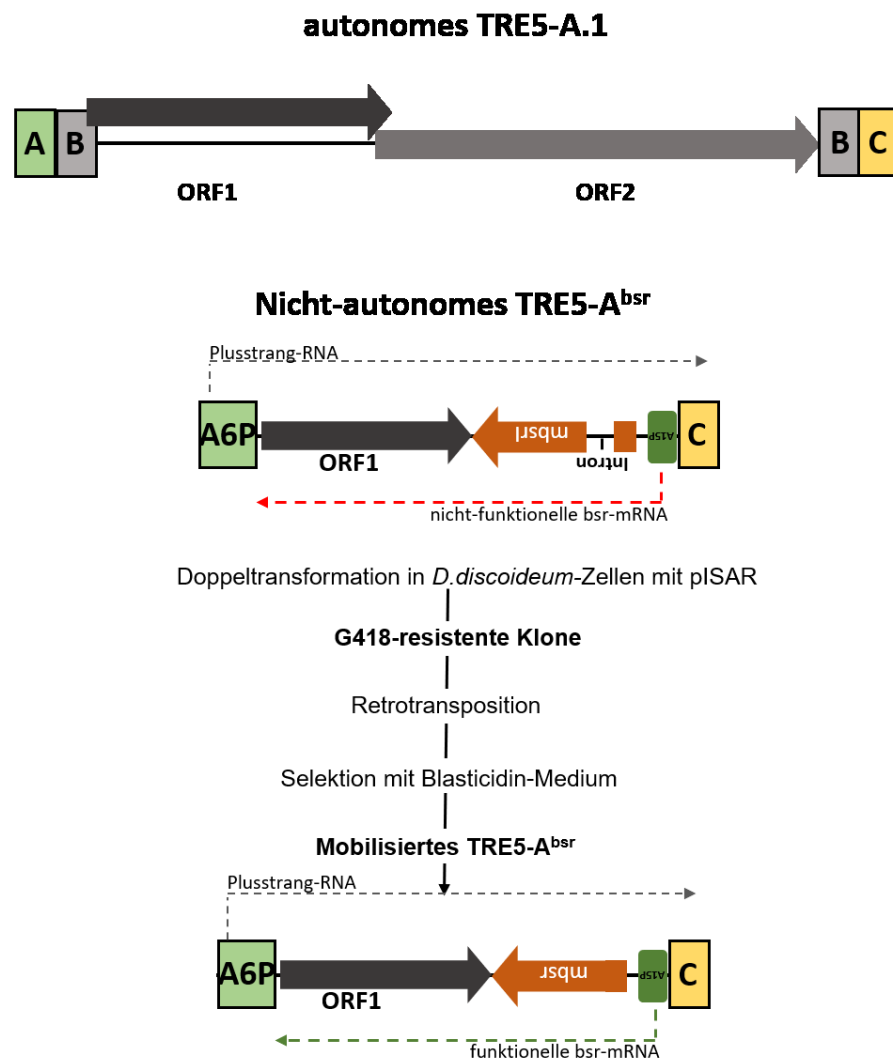 autonomes TRE5-A.1
A B B C
ORF1 ORF2
Nicht-autonomes TRE5-Absr
Plusstrang-RNA
A6P mbsrI A15P C
ORF1 Intron
nicht-funktionelle bsr-mRNA
Doppeltransformation in D.discoideum-Zellen mit pISAR
G418-resistente Klone
Retrotransposition
Selektion mit Blasticidin-Medium
Mobilisiertes TRE5-Absr
Plusstrang-RNA
A6P mbsr A15P C
ORF1
funktionelle bsr-mRNA